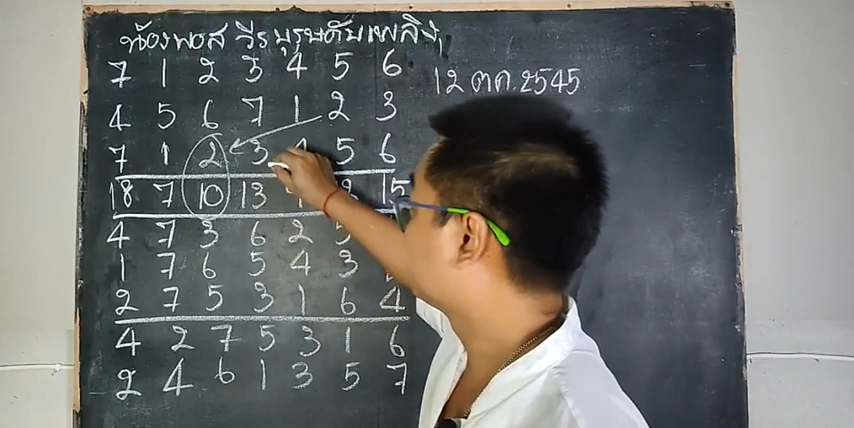 น้องพอส วีรบุรุษดับเพลิง
12 ตค. 2545
7 1 2 3 4 5 6
4 5 6 7 1 2 3
7 1 2 3 4 5 6
18 7 10 13 15
4 7 3 6 2 5
1 7 6 5 4 3
2 7 5 3 1 6 4
4 2 7 5 3 1 6
2 4 6 1 3 5 7